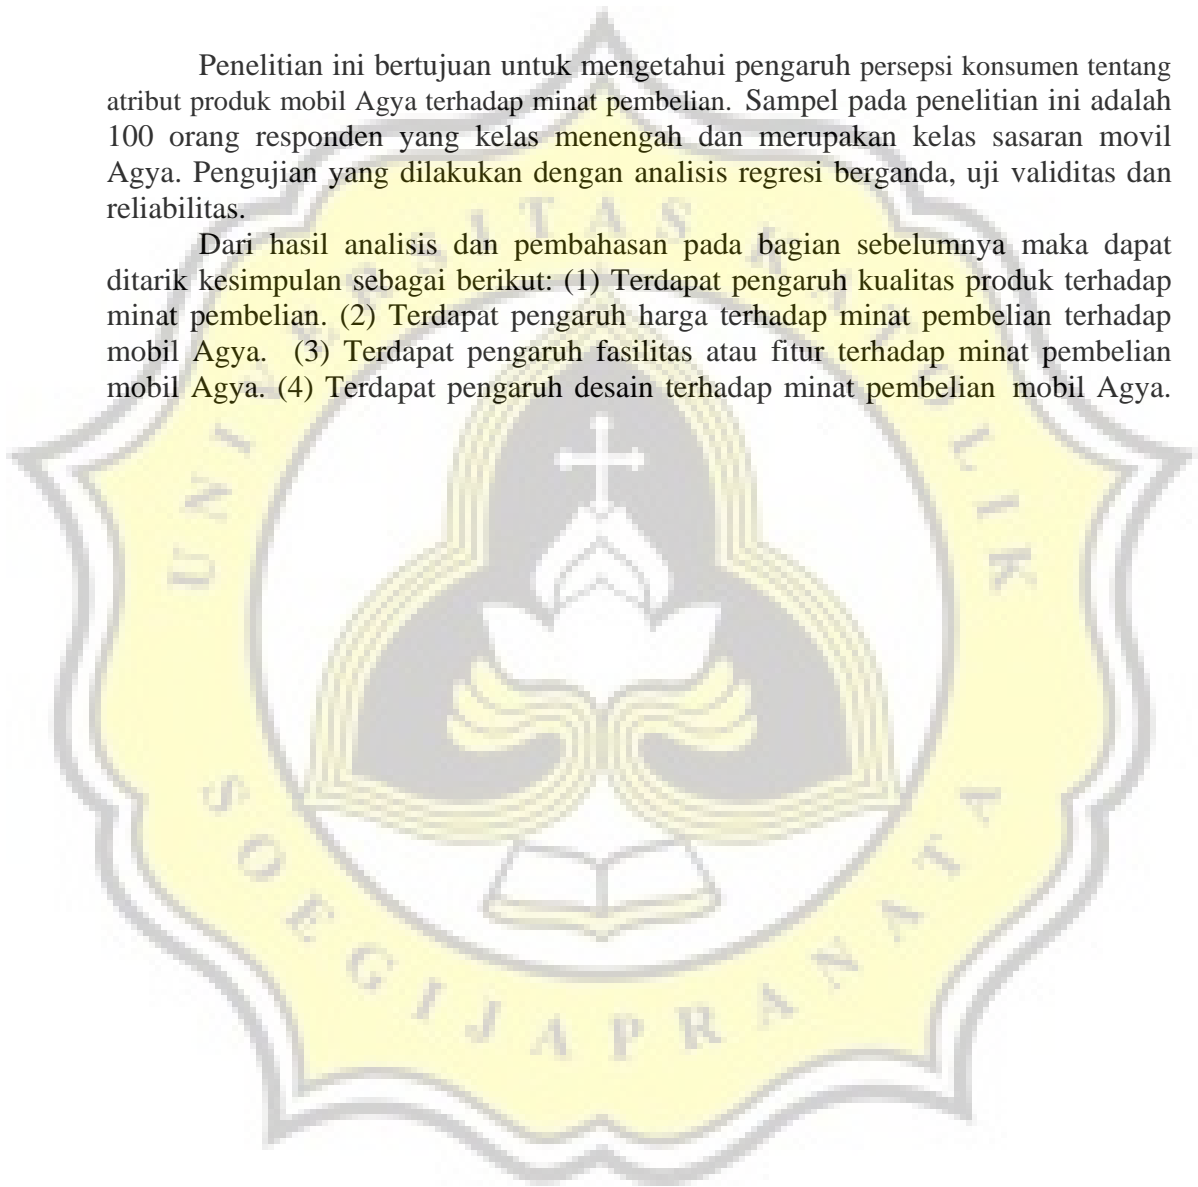 Penelitian ini bertujuan untuk mengetahui pengaruh persepsi konsumen tentang
atribut produk mobil Agya terhadap minat pembelian. Sampel pada penelitian ini adalah
100 orang responden yang kelas menengah dan merupakan kelas sasaran movil
Agya. Pengujian yang dilakukan dengan analisis regresi berganda, uji validitas dan
reliabilitas.
Dari hasil analisis dan pembahasan pada bagian sebelumnya maka dapat
ditarik kesimpulan sebagai berikut: (1) Terdapat pengaruh kualitas produk terhadap
minat pembelian. (2) Terdapat pengaruh harga terhadap minat pembelian terhadap
mobil Agya. (3) Terdapat pengaruh fasilitas atau fitur terhadap minat pembelian
mobil Agya. (4) Terdapat pengaruh desain terhadap minat pembelian mobil Agya.
UNIVERSITAS KATOLIK
SOEGIJAPRANATA